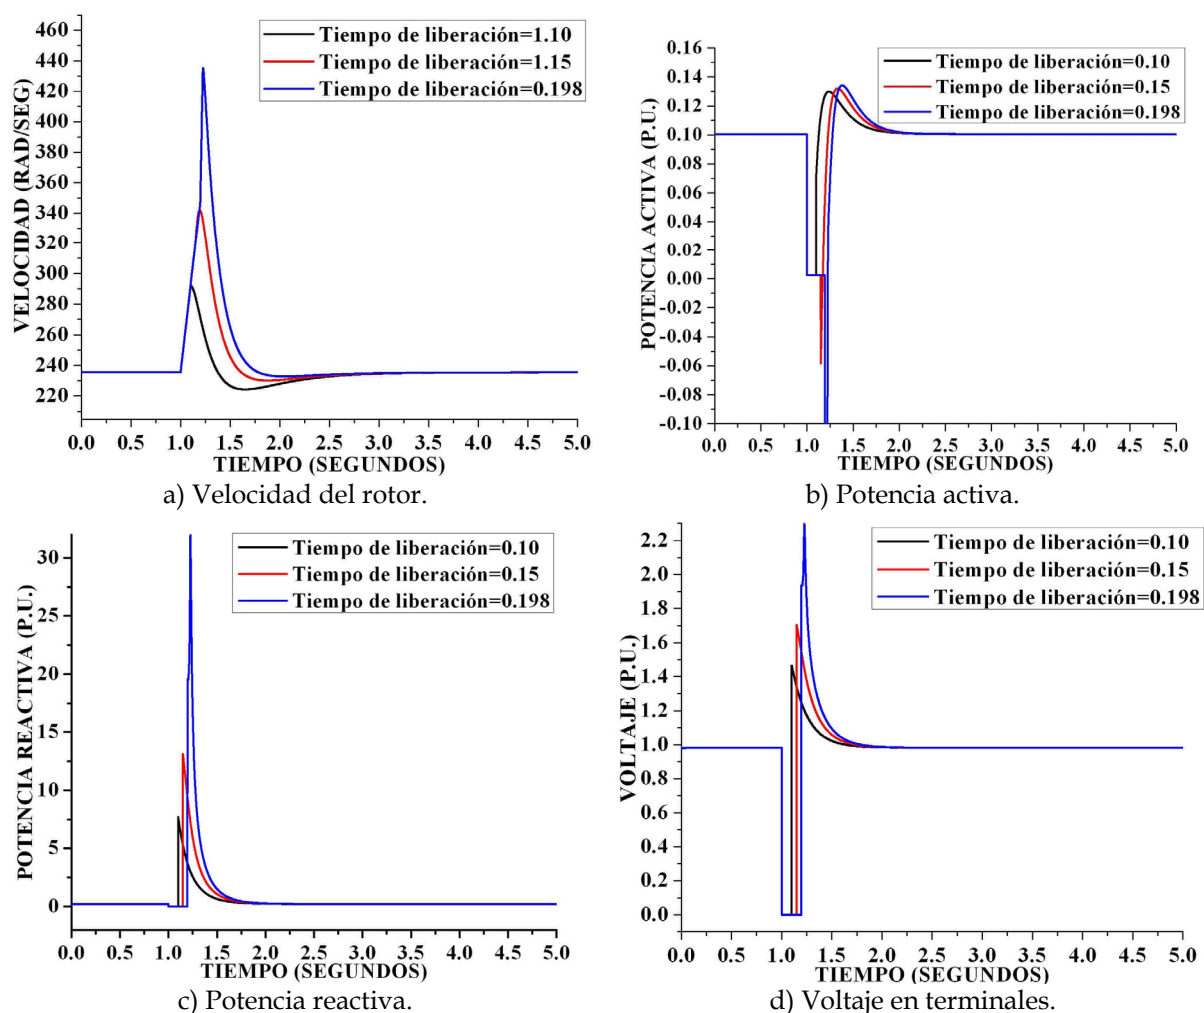 460
440
420
400
380
360
340
320
300
280
260
240
220
VELOCIDAD (RAD/SEG)
Tiempo de liberación=1.10
Tiempo de liberación=1.15
Tiempo de liberación=0.198
0.0 0.5 1.0 1.5 2.0 2.5 3.0 3.5 4.0 4.5 5.0
TIEMPO (SEGUNDOS)
a) Velocidad del rotor.
0.16
0.14
0.12
0.10
0.08
0.06
0.04
0.02
0.00
-0.02
-0.04
-0.06
-0.08
-0.10
POTENCIA ACTIVA (P.U.)
Tiempo de liberación=0.10
Tiempo de liberación=0.15
Tiempo de liberación=0.198
0.0 0.5 1.0 1.5 2.0 2.5 3.0 3.5 4.0 4.5 5.0
TIEMPO (SEGUNDOS)
b) Potencia activa.
30
25
20
15
10
5
0
POTENCIA REACTIVA (P.U.)
Tiempo de liberación=0.10
Tiempo de liberación=0.15
Tiempo de liberación=0.198
0.0 0.5 1.0 1.5 2.0 2.5 3.0 3.5 4.0 4.5 5.0
TIEMPO (SEGUNDOS)
c) Potencia reactiva.
2.2
2.0
1.8
1.6
1.4
1.2
1.0
0.8
0.6
0.4
0.2
0.0
VOLTAJE (P.U.)
Tiempo de liberación=0.10
Tiempo de liberación=0.15
Tiempo de liberación=0.198
0.0 0.5 1.0 1.5 2.0 2.5 3.0 3.5 4.0 4.5 5.0
TIEMPO (SEGUNDOS)
d) Voltaje en terminales.